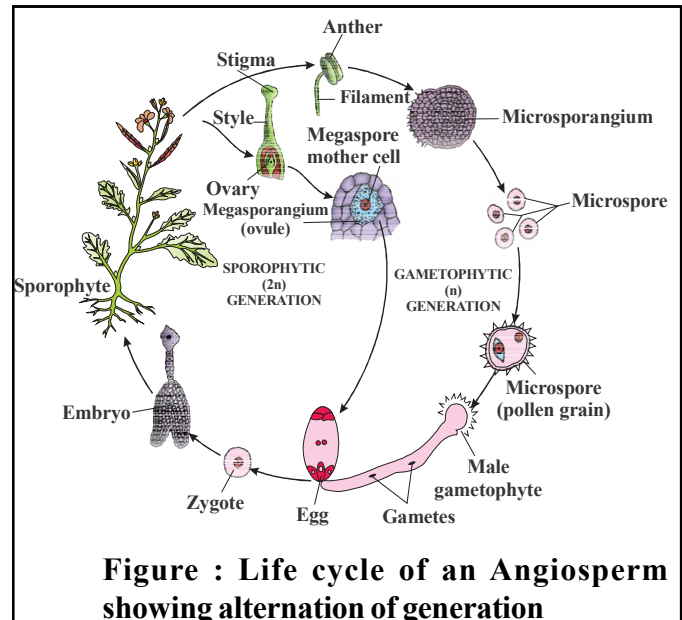 Anther
Stigma
Filament
Style
Microsporangium
Megaspore
mother cell
Ovary
Megasporangium
(ovule)
Microspore
SPOROPHYTIC
(2n)
GENERATION
GAMETOPHYTIC
(n)
GENERATION
Sporophyte
Microspore
(pollen grain)
Embryo
Male
gametophyte
Zygote
Egg
Gametes
Figure : Life cycle of an Angiosperm
showing alternation of generation